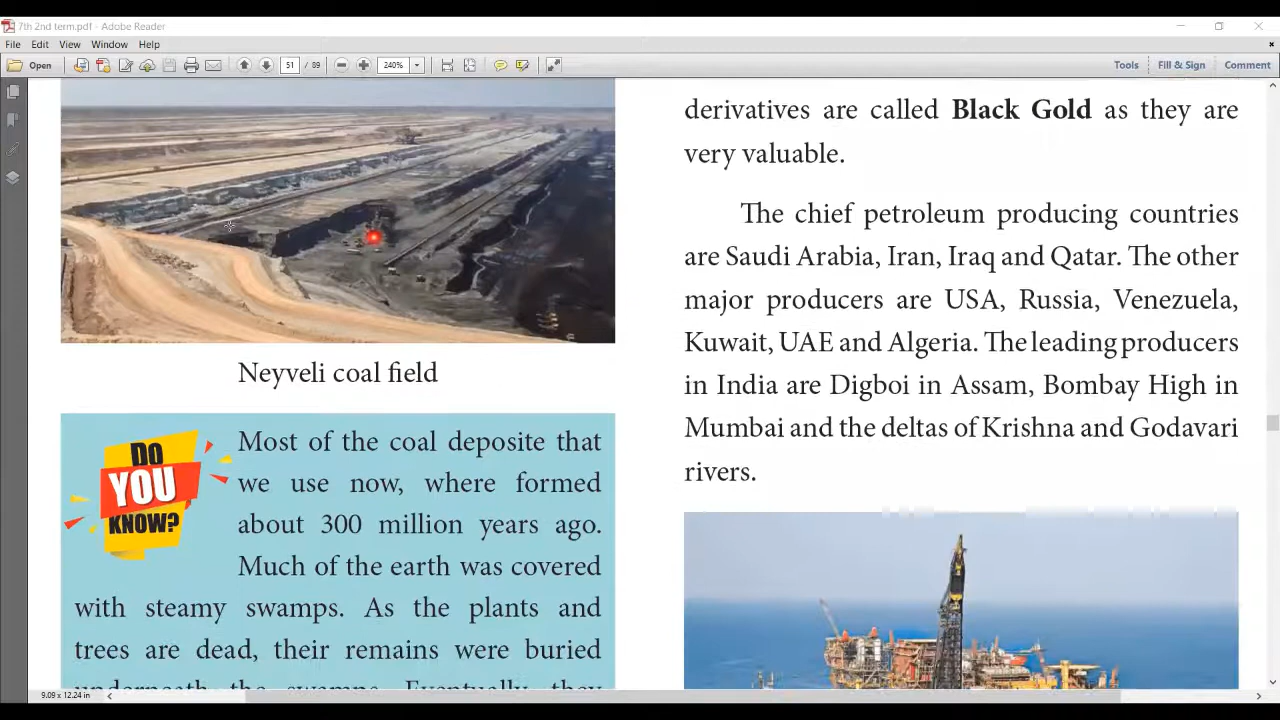 7th 2nd term.pdf - Adobe Reader
File Edit View Window Help
Open 51 / 89 240% Tools Fill & Sign Comment
Neyveli coal field
DO
YOU
KNOW?
Most of the coal deposite that
we use now, where formed
about 300 million years ago.
Much of the earth was covered
with steamy swamps. As the plants and
trees are dead, their remains were buried
underneath the swamps. Eventually they
derivatives are called Black Gold as they are
very valuable.
The chief petroleum producing countries
are Saudi Arabia, Iran, Iraq and Qatar. The other
major producers are USA, Russia, Venezuela,
Kuwait, UAE and Algeria. The leading producers
in India are Digboi in Assam, Bombay High in
Mumbai and the deltas of Krishna and Godavari
rivers.
9.09 x 12.24 in